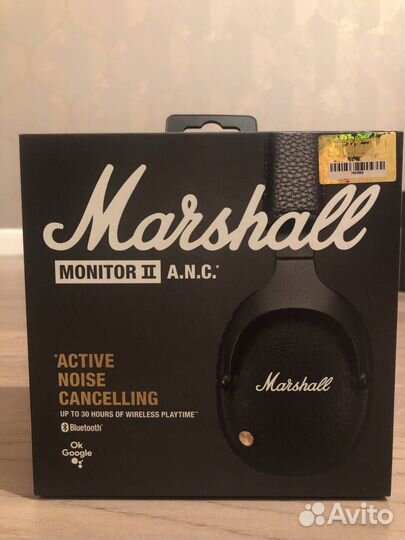 Marshall
MONITOR II A.N.C.*
*ACTIVE
NOISE
CANCELLING
UP TO 30 HOURS OF WIRELESS PLAYTIME**
Bluetooth®
Ok
Google
Marshall
Avito